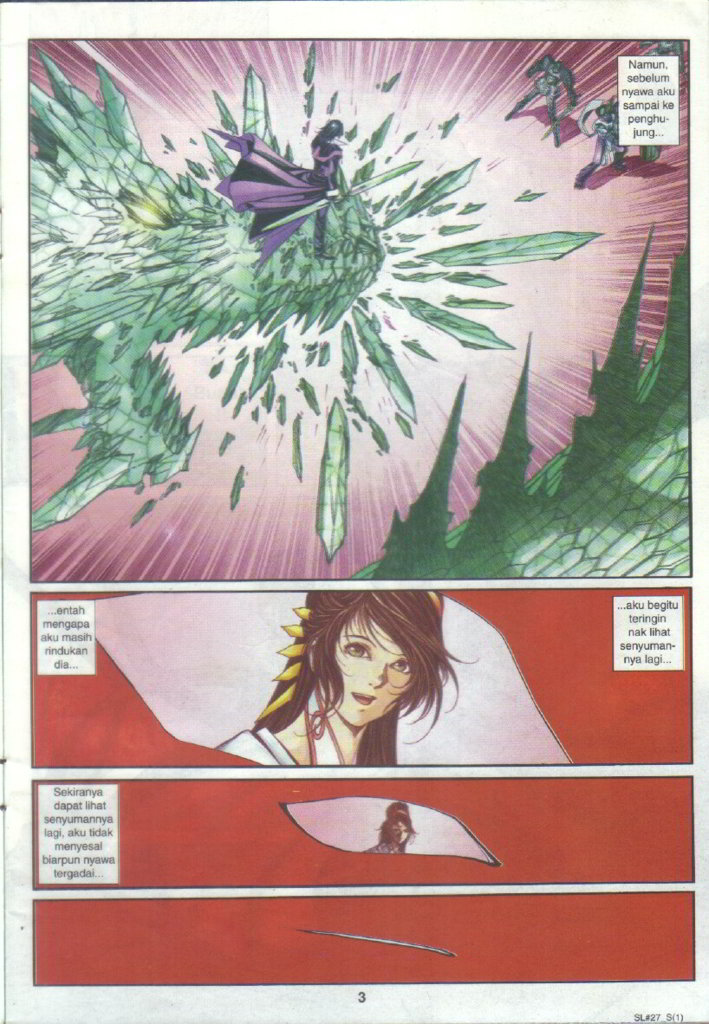 Namun,
sebelum
nyawa aku
sampai ke
penghu-
jung...
...entah
mengapa
aku masih
rindukan
dia...
...aku begitu
teringin
nak lihat
senyuman-
nya lagi...
Sekiranya
dapat lihat
senyumannya
lagi, aku tidak
menyesal
biarpun nyawa
tergadai...
3
SL#27_S(1)